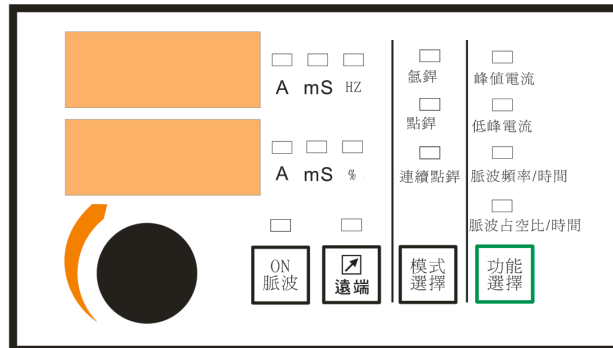 A mS HZ
氬銲
峰值電流
點銲
低峰電流
A mS %
連續點銲
脈波頻率/時間
脈波占空比/時間
ON
脈波
遠端
模式
選擇
功能
選擇